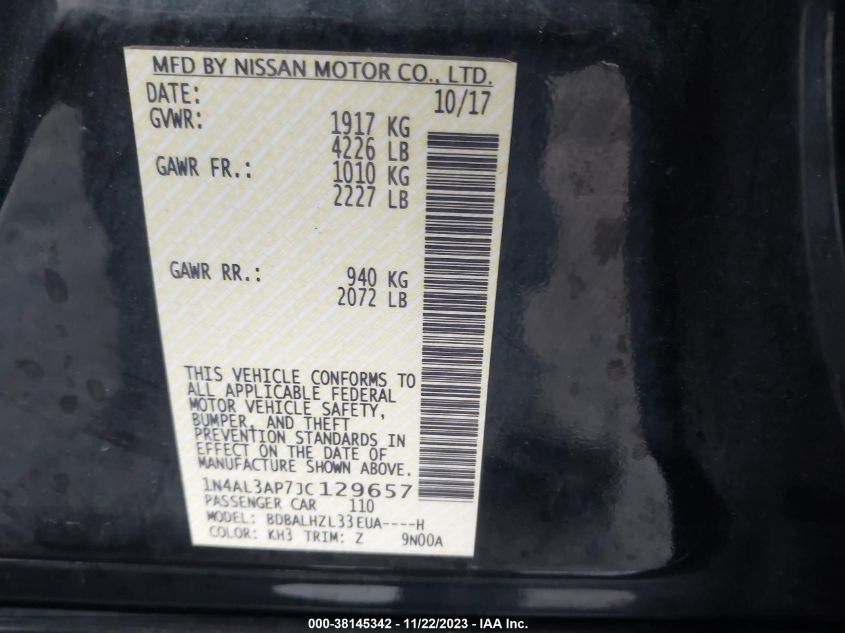 MFD BY NISSAN MOTOR CO., LTD.
DATE: 10/17
GVWR: 1917 KG
4226 LB
GAWR FR.: 1010 KG
2227 LB
GAWR RR.: 940 KG
2072 LB
THIS VEHICLE CONFORMS TO
ALL APPLICABLE FEDERAL
MOTOR VEHICLE SAFETY,
BUMPER, AND THEFT
PREVENTION STANDARDS IN
EFFECT ON THE DATE OF
MANUFACTURE SHOWN ABOVE.
1N4AL3AP7JC129657
PASSENGER CAR 110
MODEL: BDBALHZL33EUA----H
COLOR: KH3 TRIM: Z 9N00A
000-38145342 - 11/22/2023 - IAA Inc.